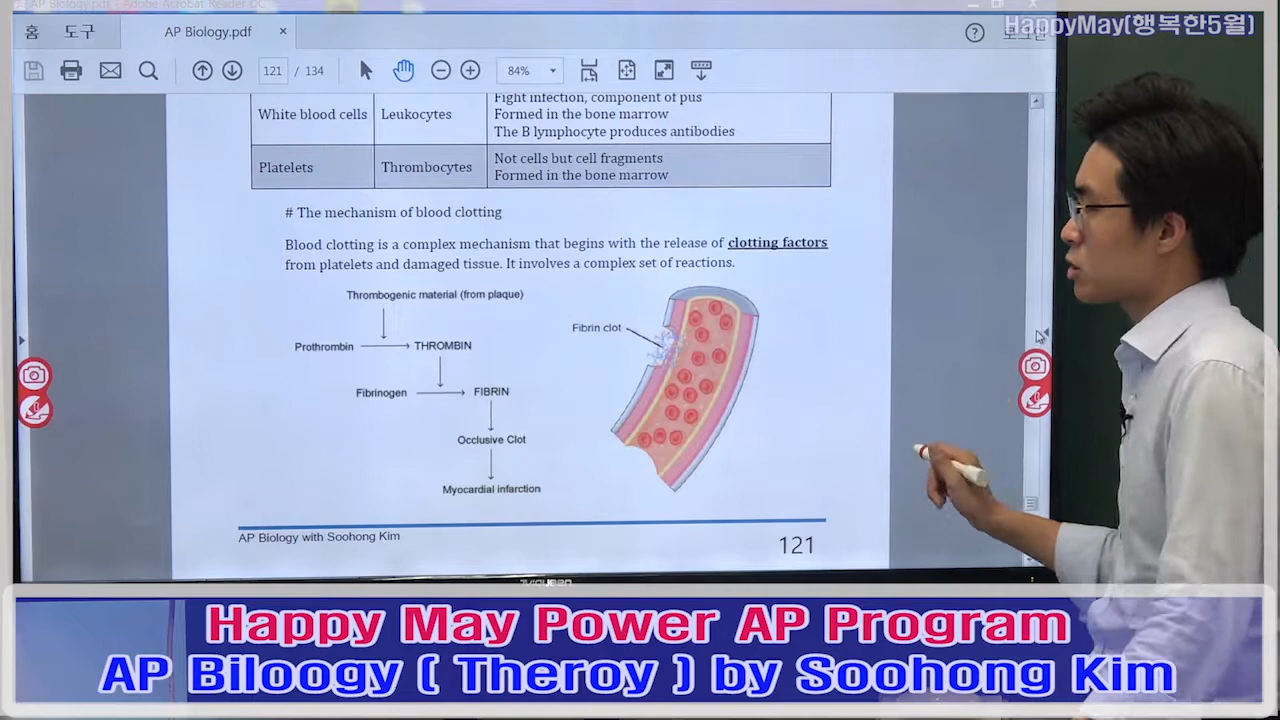 AP Biology.pdf - Adobe Acrobat Reader DC
HappyMay(행복한5월)
홈 도구 AP Biology.pdf × ?
121 / 134 84%
Fight infection, component of pus
White blood cells Leukocytes Formed in the bone marrow
The B lymphocyte produces antibodies
Platelets Thrombocytes Not cells but cell fragments
Formed in the bone marrow
# The mechanism of blood clotting
Blood clotting is a complex mechanism that begins with the release of clotting factors
from platelets and damaged tissue. It involves a complex set of reactions.
Thrombogenic material (from plaque)
Fibrin clot
Prothrombin THROMBIN
Fibrinogen FIBRIN
Occlusive Clot
Myocardial infarction
AP Biology with Soohong Kim
121
Happy May Power AP Program
AP Biloogy ( Theroy ) by Soohong Kim